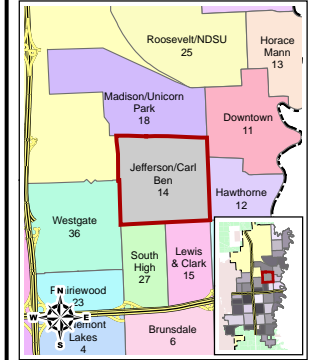 Roosevelt/NDSU
25
Horace
Mann
13
Madison/Unicorn
Park
18
Downtown
11
Jefferson/Carl
Ben
14
Hawthorne
12
Westgate
36
South
High
27
Lewis
& Clark
15
23
Lakes
4
Brunsdale
6
N
W
E
S